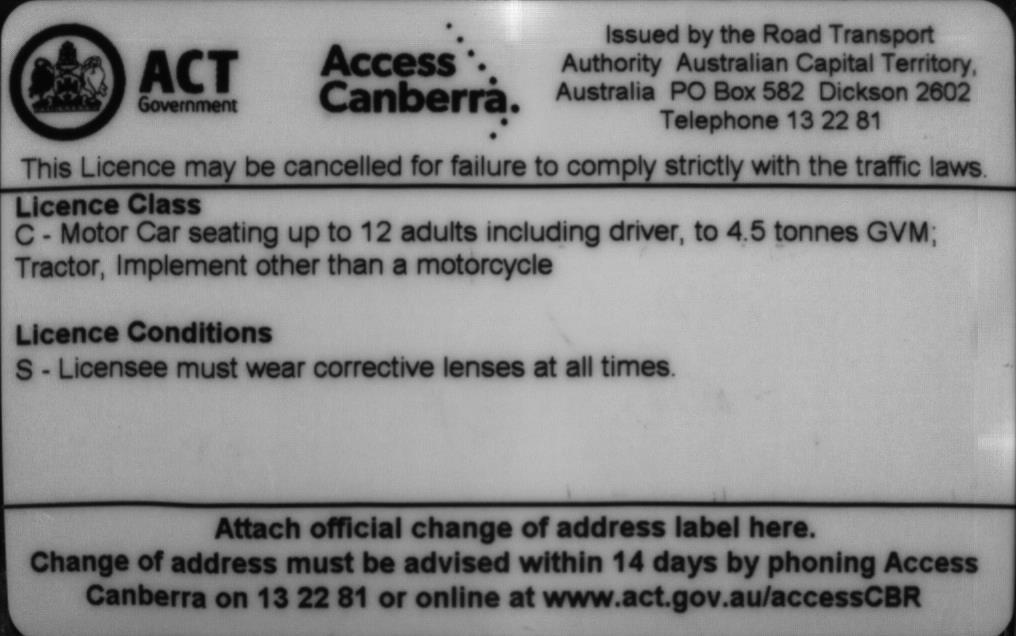 ACT
Government
Access
Canberra.
Issued by the Road Transport
Authority Australian Capital Territory,
Australia PO Box 582 Dickson 2602
Telephone 13 22 81
This Licence may be cancelled for failure to comply strictly with the traffic laws.
Licence Class
C - Motor Car seating up to 12 adults including driver, to 4.5 tonnes GVM;
Tractor, Implement other than a motorcycle
Licence Conditions
S - Licensee must wear corrective lenses at all times.
Attach official change of address label here.
Change of address must be advised within 14 days by phoning Access
Canberra on 13 22 81 or online at www.act.gov.au/accessCBR